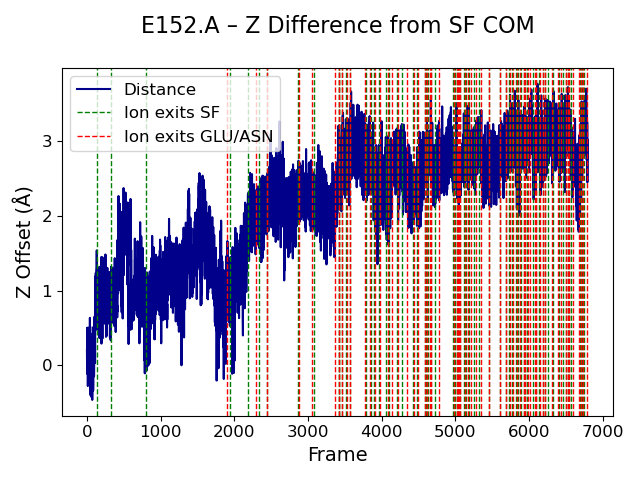 E152.A – Z Difference from SF COM
Distance
Ion exits SF
Ion exits GLU/ASN
Z Offset (Å)
3
2
1
0
0 1000 2000 3000 4000 5000 6000 7000
Frame